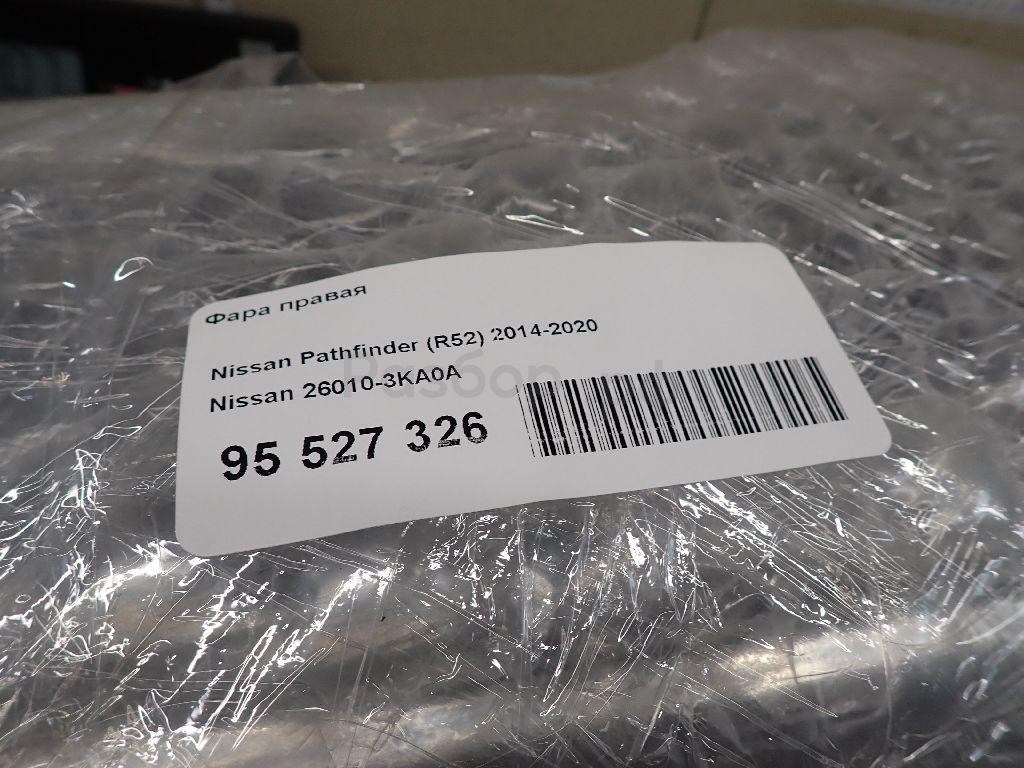 Фара правая
Nissan Pathfinder (R52) 2014-2020
Nissan 26010-3KA0A
95 527 326